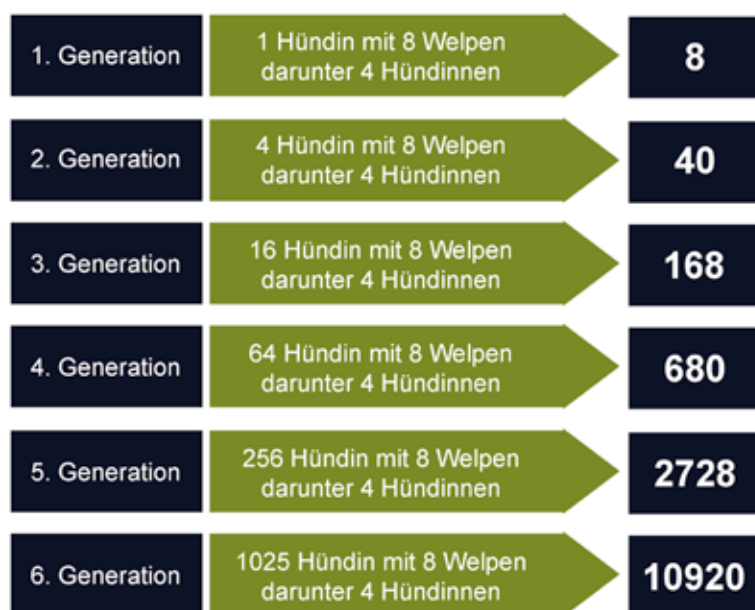 1. Generation
1 Hündin mit 8 Welpen
darunter 4 Hündinnen
8
2. Generation
4 Hündin mit 8 Welpen
darunter 4 Hündinnen
40
3. Generation
16 Hündin mit 8 Welpen
darunter 4 Hündinnen
168
4. Generation
64 Hündin mit 8 Welpen
darunter 4 Hündinnen
680
5. Generation
256 Hündin mit 8 Welpen
darunter 4 Hündinnen
2728
6. Generation
1025 Hündin mit 8 Welpen
darunter 4 Hündinnen
10920